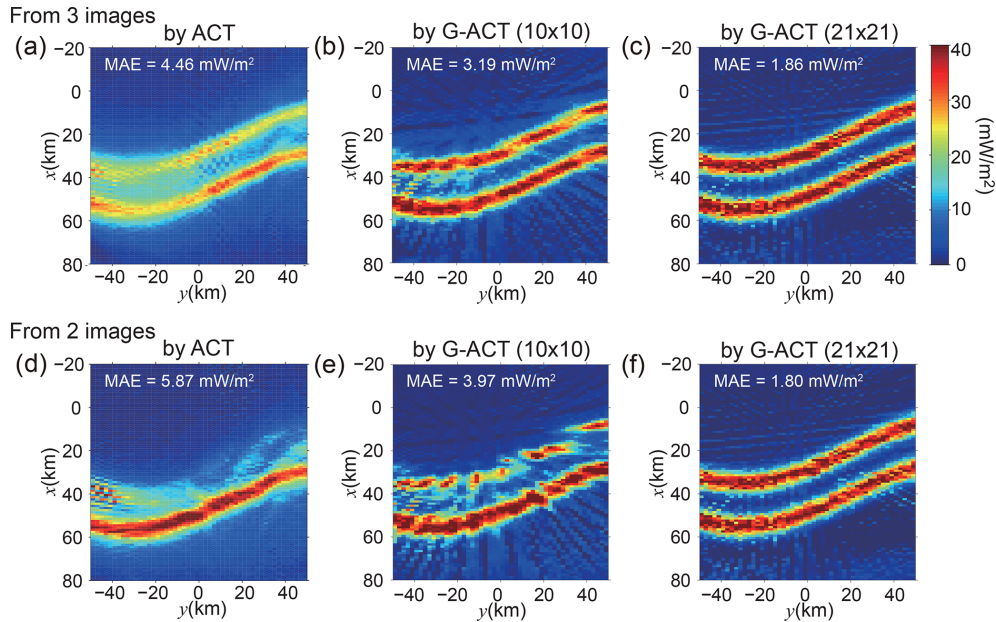 From 3 images
(a) by ACT
(b) by G-ACT (10x10)
(c) by G-ACT (21x21)
MAE = 4.46 mW/m²
MAE = 3.19 mW/m²
MAE = 1.86 mW/m²
−20
0
20
40
60
80
x(km)
−40 −20 0 20 40
y(km)
−20
0
20
40
60
80
x(km)
−40 −20 0 20 40
y(km)
−20
0
20
40
60
80
x(km)
−40 −20 0 20 40
y(km)
40
30
20
10
0
(mW/m²)
From 2 images
(d) by ACT
(e) by G-ACT (10x10)
(f) by G-ACT (21x21)
MAE = 5.87 mW/m²
MAE = 3.97 mW/m²
MAE = 1.80 mW/m²
−20
0
20
40
60
80
x(km)
−40 −20 0 20 40
y(km)
−20
0
20
40
60
80
x(km)
−40 −20 0 20 40
y(km)
−20
0
20
40
60
80
x(km)
−40 −20 0 20 40
y(km)